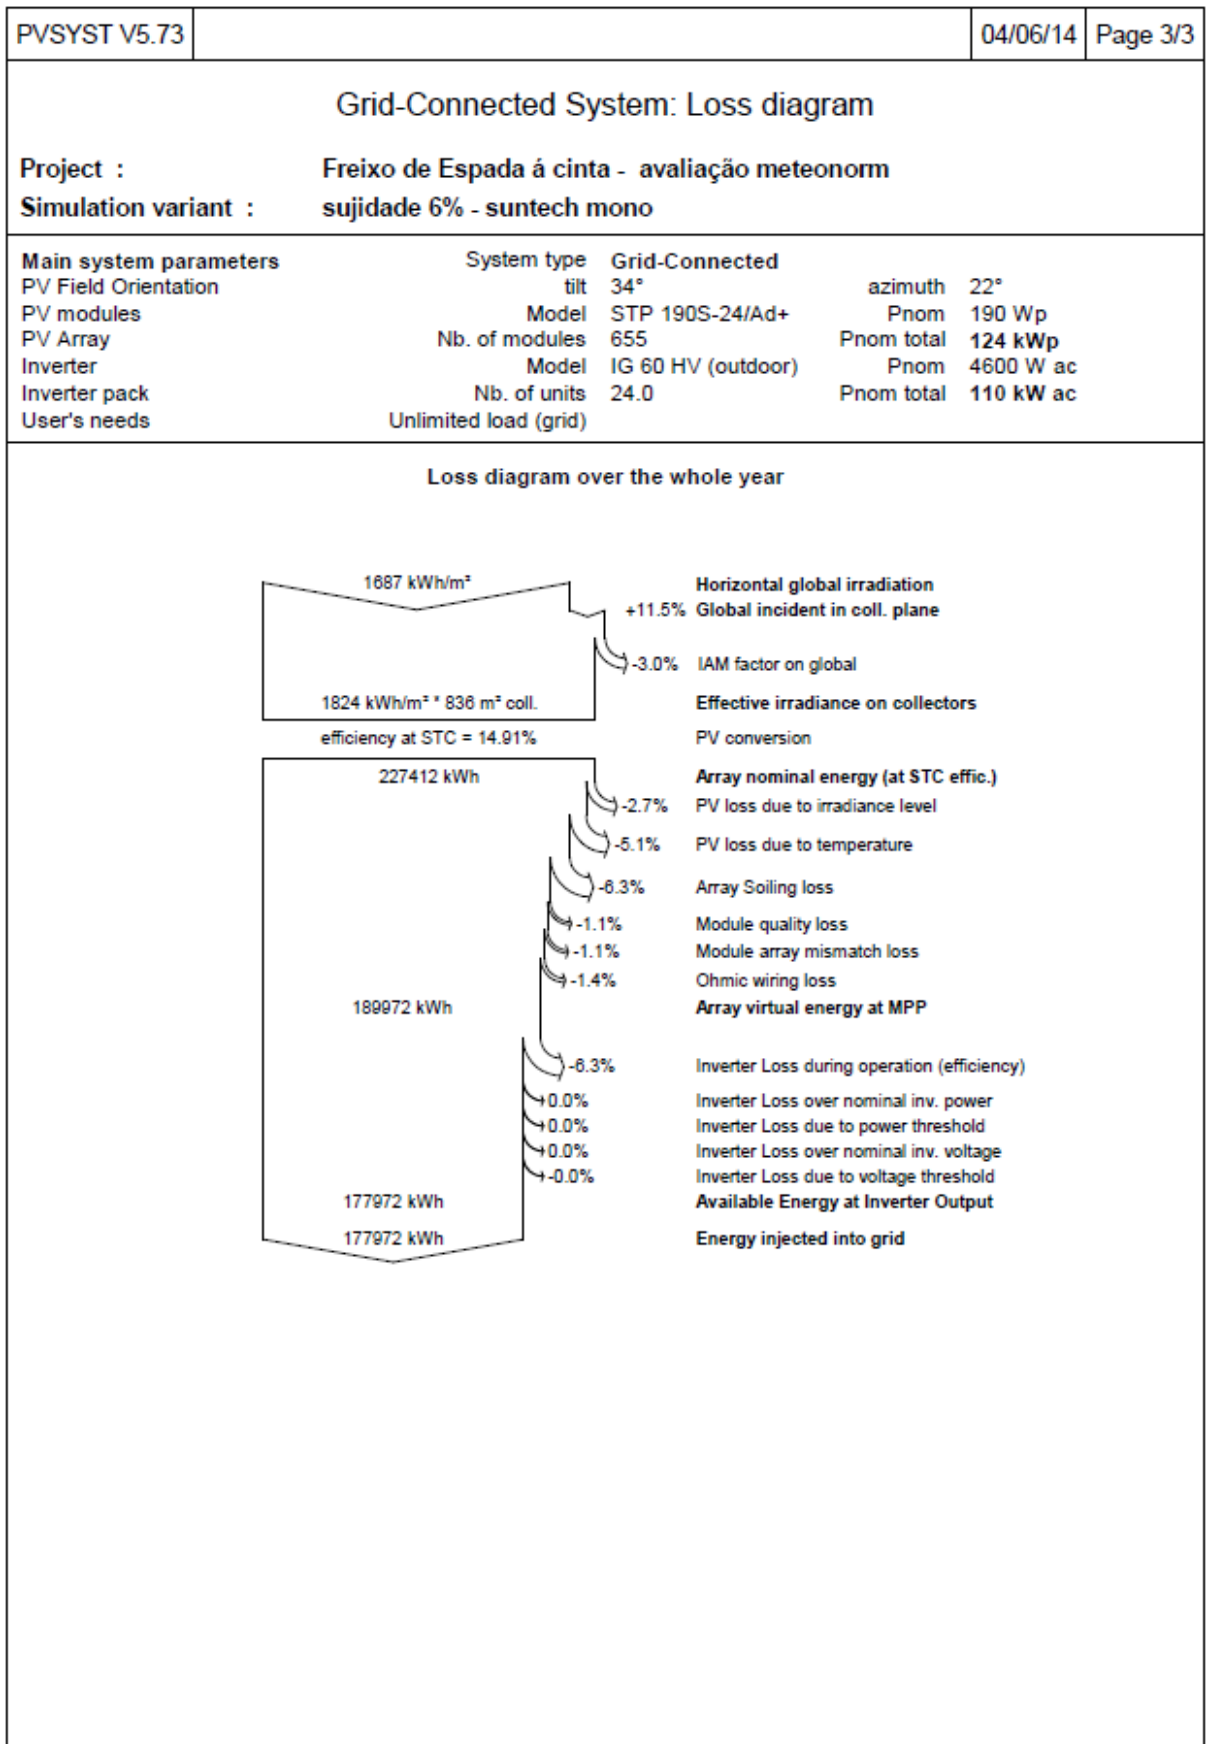 PVSYST V5.73 04/06/14 Page 3/3
Grid-Connected System: Loss diagram
Project : Freixo de Espada á cinta - avaliação meteonorm
Simulation variant : sujidade 6% - suntech mono
Main system parameters System type Grid-Connected
PV Field Orientation tilt 34° azimuth 22°
PV modules Model STP 190S-24/Ad+ Pnom 190 Wp
PV Array Nb. of modules 655 Pnom total 124 kWp
Inverter Model IG 60 HV (outdoor) Pnom 4600 W ac
Inverter pack Nb. of units 24.0 Pnom total 110 kW ac
User's needs Unlimited load (grid)
Loss diagram over the whole year
1687 kWh/m² Horizontal global irradiation
+11.5% Global incident in coll. plane
-3.0% IAM factor on global
1824 kWh/m² * 836 m² coll. Effective irradiance on collectors
efficiency at STC = 14.91% PV conversion
227412 kWh Array nominal energy (at STC effic.)
-2.7% PV loss due to irradiance level
-5.1% PV loss due to temperature
-6.3% Array Soiling loss
-1.1% Module quality loss
-1.1% Module array mismatch loss
-1.4% Ohmic wiring loss
189972 kWh Array virtual energy at MPP
-6.3% Inverter Loss during operation (efficiency)
0.0% Inverter Loss over nominal inv. power
0.0% Inverter Loss due to power threshold
0.0% Inverter Loss over nominal inv. voltage
-0.0% Inverter Loss due to voltage threshold
177972 kWh Available Energy at Inverter Output
177972 kWh Energy injected into grid